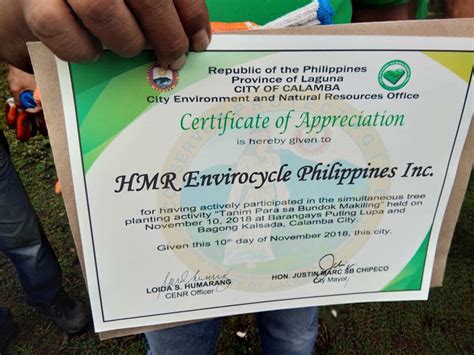 Republic of the Philippines
Province of Laguna
CITY OF CALAMBA
City Environment and Natural Resources Office
Certificate of Appreciation
is hereby given to
HMR Envirocycle Philippines Inc.
for having actively participated in the simultaneous tree
planting activity "Tanim Para sa Bundok Makiling" held on
November 10, 2018 at Barangays Puting Lupa and
Bagong Kalsada, Calamba City.
Given this 10th day of November 2018, this city.
LOIDA S. HUMARANG
CENR Officer
HON. JUSTIN MARC SB CHIPECO
City Mayor